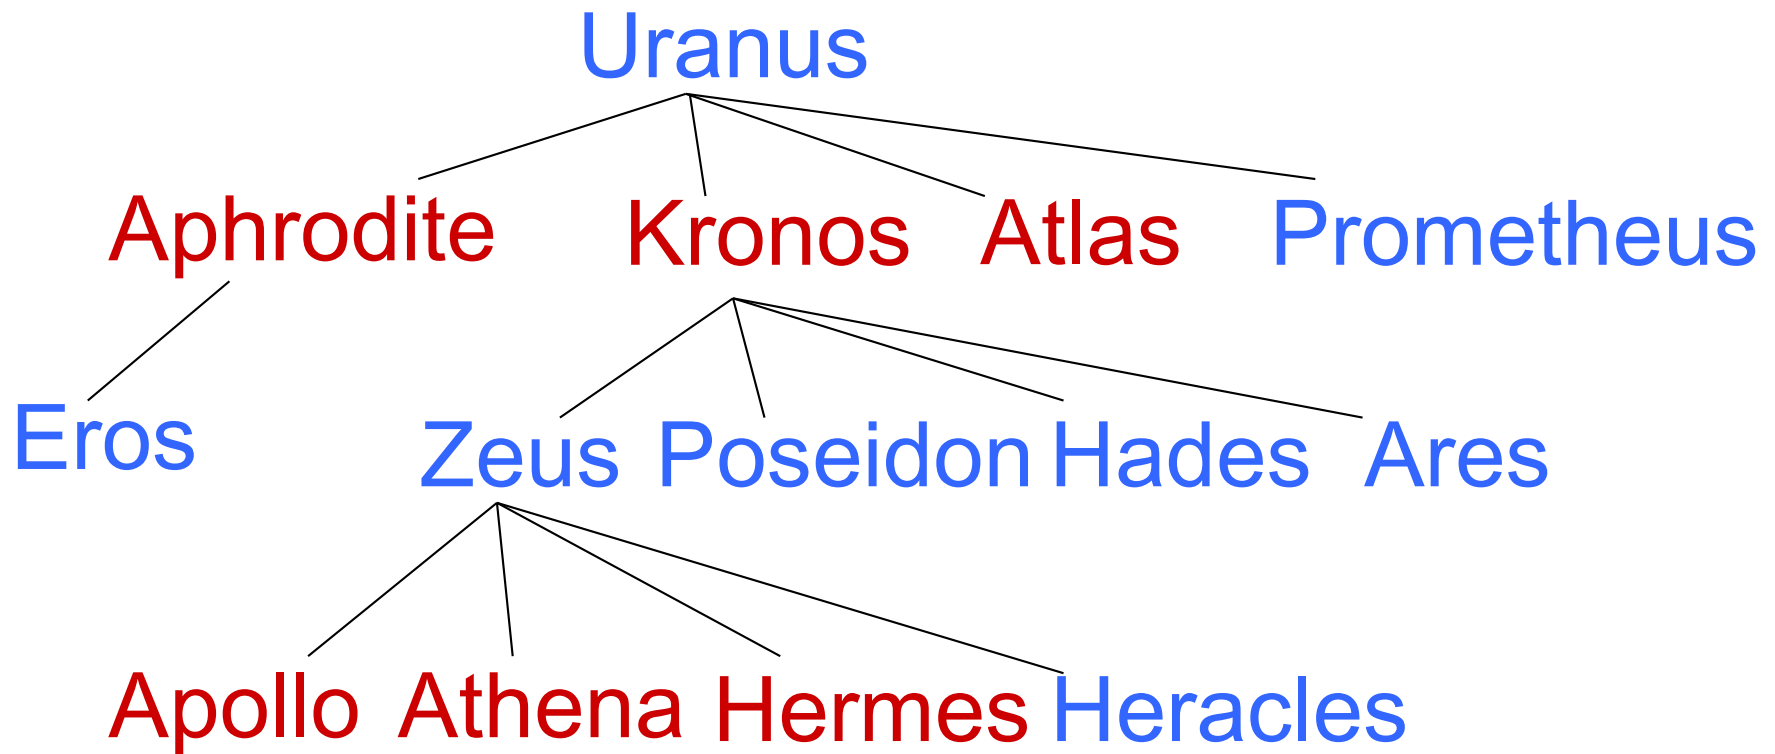 Uranus
Aphrodite Kronos Atlas Prometheus
Eros Zeus Poseidon Hades Ares
Apollo Athena Hermes Heracles